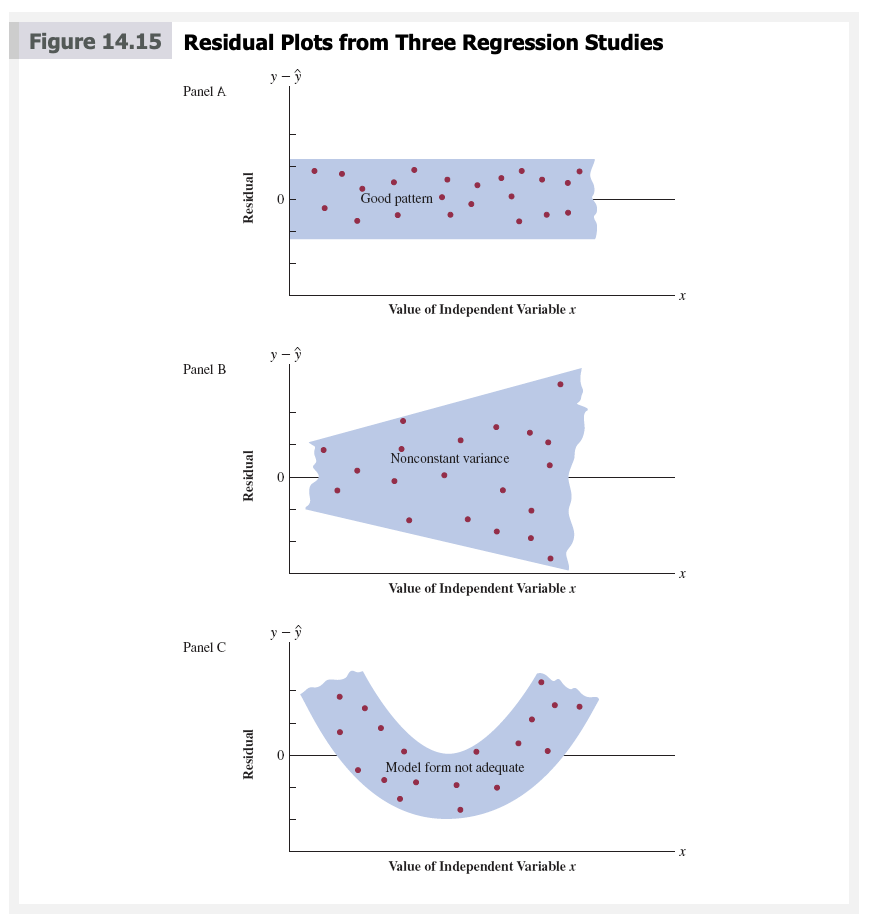 Figure 14.15 Residual Plots from Three Regression Studies
Panel A
y − ŷ
Residual
0
Good pattern
x
Value of Independent Variable x
Panel B
y − ŷ
Residual
0
Nonconstant variance
x
Value of Independent Variable x
Panel C
y − ŷ
Residual
0
Model form not adequate
x
Value of Independent Variable x